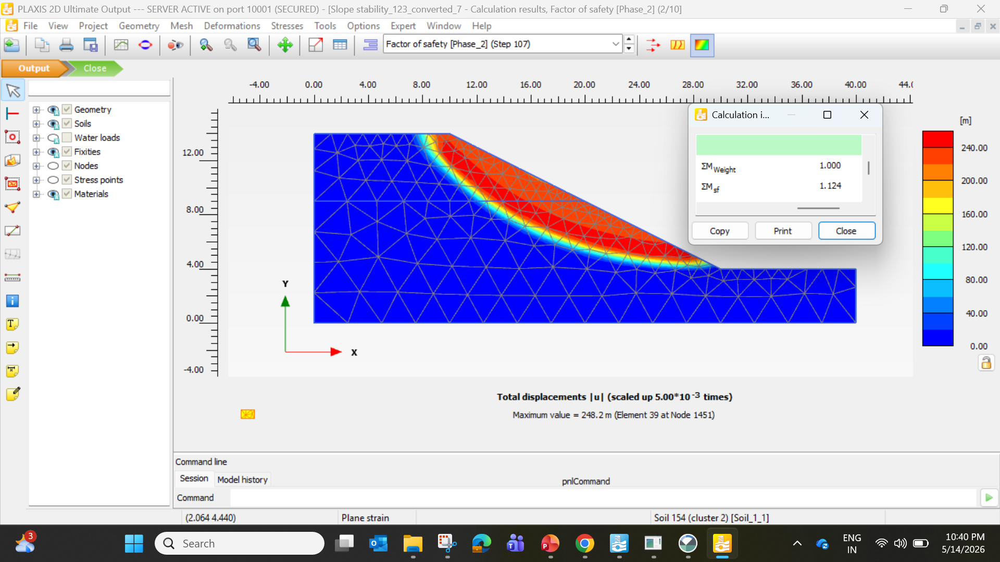 PLAXIS 2D Ultimate Output --- SERVER ACTIVE on port 10001 (SECURED) - [Slope stability_123_converted_7 - Calculation results, Factor of safety [Phase_2] (2/10]
File View Project Geometry Mesh Deformations Stresses Tools Options Expert Window Help
Factor of safety [Phase_2] (Step 107)
Output Close
-4.00 0.00 4.00 8.00 12.00 16.00 20.00 24.00 28.00 32.00 36.00 40.00 44.(
Geometry
Soils
Water loads
Fixities
Nodes
Stress points
Materials
12.00
8.00
4.00
0.00
-4.00
Y
X
Calculation i...
ΣM Weight 1.000
ΣM sf 1.124
Copy Print Close
[m]
240.00
200.00
160.00
120.00
80.00
40.00
0.00
Total displacements |u| (scaled up 5.00*10 -3 times)
Maximum value = 248.2 m (Element 39 at Node 1451)
Command line
Session Model history
pnlCommand
Command
(2.064 4.440) Plane strain Soil 154 (cluster 2) [Soil_1_1]
3
Search
ENG
IN
10:40 PM
5/14/2026